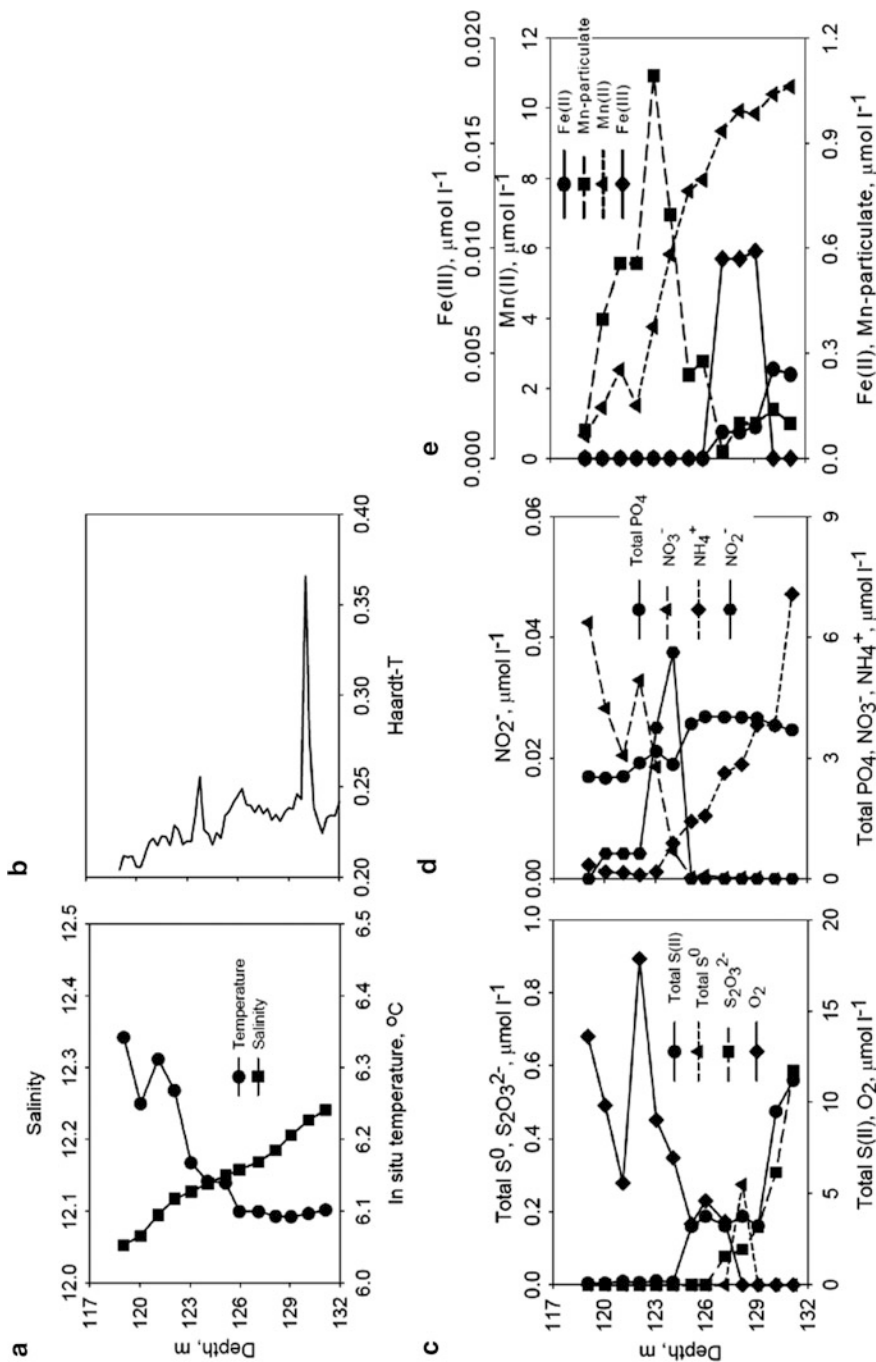 a
Salinity
12.0 12.1 12.2 12.3 12.4 12.5
117
120
123
126
129
132
Depth, m
Temperature
Salinity
6.0 6.1 6.2 6.3 6.4 6.5
In situ temperature, °C
b
0.20 0.25 0.30 0.35 0.40
Haardt-T
c
Total S⁰, S₂O₃²⁻, μmol l⁻¹
0.0 0.2 0.4 0.6 0.8 1.0
117
120
123
126
129
132
Depth, m
Total S(II)
Total S⁰
S₂O₃²⁻
O₂
0 5 10 15 20
Total S(II), O₂, μmol l⁻¹
d
NO₂⁻, μmol l⁻¹
0.00 0.02 0.04 0.06
Total PO₄
NO₃⁻
NH₄⁺
NO₂⁻
0 3 6 9
Total PO₄, NO₃⁻, NH₄⁺, μmol l⁻¹
e
Fe(III), μmol l⁻¹
0.000 0.005 0.010 0.015 0.020
Mn(II), μmol l⁻¹
0 2 4 6 8 10 12
Fe(II)
Mn-particulate
Mn(II)
Fe(III)
0.0 0.3 0.6 0.9 1.2
Fe(II), Mn-particulate, μmol l⁻¹